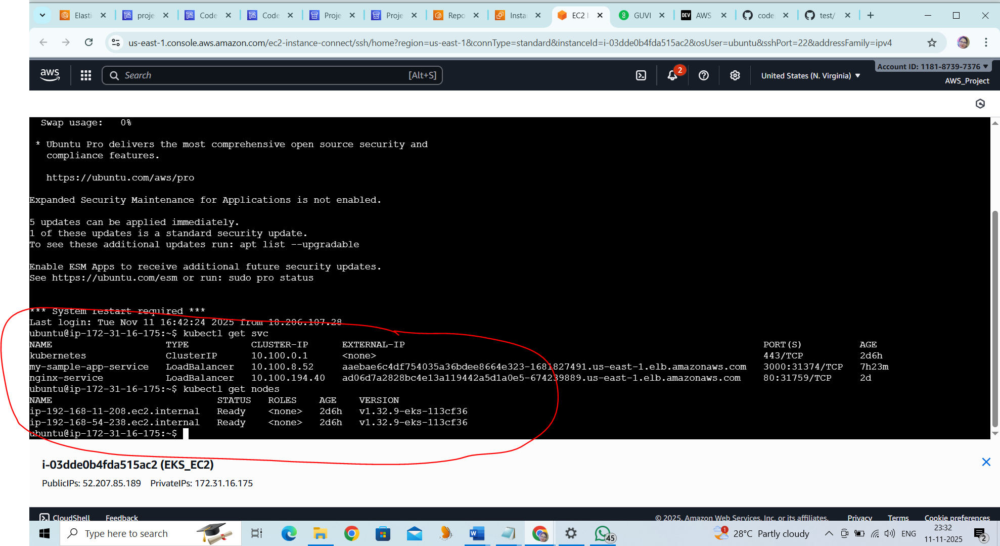 Elasti
proje
Code
Code
Proje
Proje
Repo
Instar
EC2 I
GUVI
DEV AWS
code
test/
us-east-1.console.aws.amazon.com/ec2-instance-connect/ssh/home?region=us-east-1&connType=standard&instanceId=i-03dde0b4fda515ac2&osUser=ubuntu&sshPort=22&addressFamily=ipv4
aws
Search [Alt+S]
2
United States (N. Virginia) ▼
Account ID: 1181-8739-7376 ▼
AWS_Project
Swap usage:   0%
* Ubuntu Pro delivers the most comprehensive open source security and
compliance features.
https://ubuntu.com/aws/pro
Expanded Security Maintenance for Applications is not enabled.
5 updates can be applied immediately.
1 of these updates is a standard security update.
To see these additional updates run: apt list --upgradable
Enable ESM Apps to receive additional future security updates.
See https://ubuntu.com/esm or run: sudo pro status
*** System restart required ***
Last login: Tue Nov 11 16:42:24 2025 from 18.206.107.28
ubuntu@ip-172-31-16-175:~$ kubectl get svc
NAME TYPE CLUSTER-IP EXTERNAL-IP PORT(S) AGE
kubernetes ClusterIP 10.100.0.1 <none> 443/TCP 2d6h
my-sample-app-service LoadBalancer 10.100.8.52 aaebae6c4df754035a36bdee8664e323-1681827491.us-east-1.elb.amazonaws.com 3000:31374/TCP 7h23m
nginx-service LoadBalancer 10.100.194.40 ad06d7a2828bc4e13a119442a5d1a0e5-674239889.us-east-1.elb.amazonaws.com 80:31759/TCP 2d
ubuntu@ip-172-31-16-175:~$ kubectl get nodes
NAME STATUS ROLES AGE VERSION
ip-192-168-11-208.ec2.internal Ready <none> 2d6h v1.32.9-eks-113cf36
ip-192-168-54-238.ec2.internal Ready <none> 2d6h v1.32.9-eks-113cf36
ubuntu@ip-172-31-16-175:~$
i-03dde0b4fda515ac2 (EKS_EC2)
PublicIPs: 52.207.85.189 PrivateIPs: 172.31.16.175
CloudShell Feedback © 2025, Amazon Web Services, Inc. or its affiliates. Privacy Terms Cookie preferences
Type here to search
W
45
1
28°C Partly cloudy
ENG
23:32
11-11-2025
2